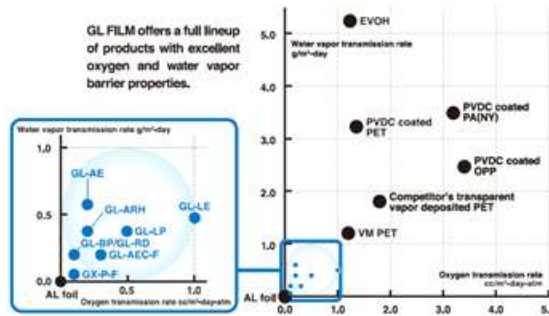 GL FILM offers a full lineup
of products with excellent
oxygen and water vapor
barrier properties.
5.0
EVOH
Water vapor transmission rate
g/m²-day
4.0
PVDC coated
PA(NY)
PVDC coated
PET
3.0
PVDC coated
OPP
2.0
Competitor's transparent
vapor deposited PET
VM PET
1.0
Oxygen transmission rate
cc/m²-day-atm
AL foil
0.0
1.0
2.0
3.0
4.0
5.0
Water vapor transmission rate g/m²-day
1,0
GL-AE
GL-ARH
GL-LE
0.5
GL-LP
GL-BP/GL-RD
GL-AEC-F
GX-P-F
0,0
AL foil
0.5
1.0
Oxygen transmission rate cc/m²-day-atm